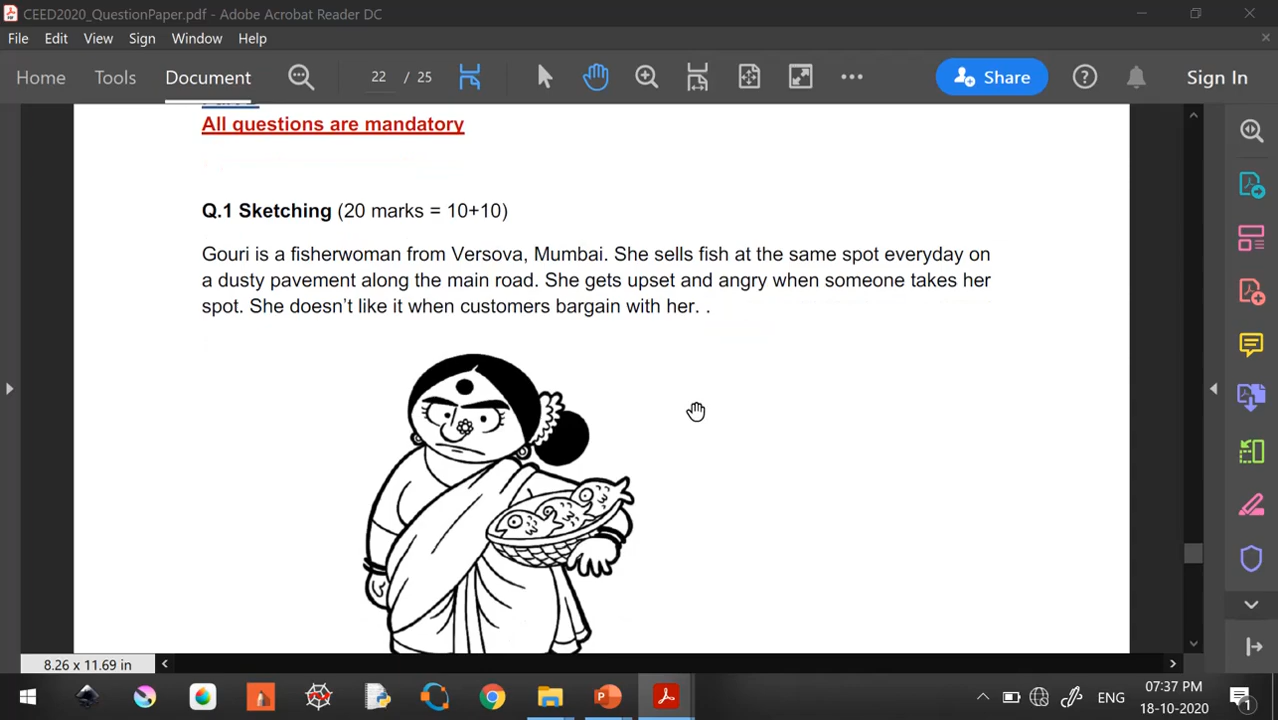 CEED2020_QuestionPaper.pdf - Adobe Acrobat Reader DC
File Edit View Sign Window Help
Home Tools Document 22 / 25 Share Sign In
All questions are mandatory
Q.1 Sketching (20 marks = 10+10)
Gouri is a fisherwoman from Versova, Mumbai. She sells fish at the same spot everyday on
a dusty pavement along the main road. She gets upset and angry when someone takes her
spot. She doesn’t like it when customers bargain with her. .
8.26 x 11.69 in
ENG
07:37 PM
18-10-2020
1